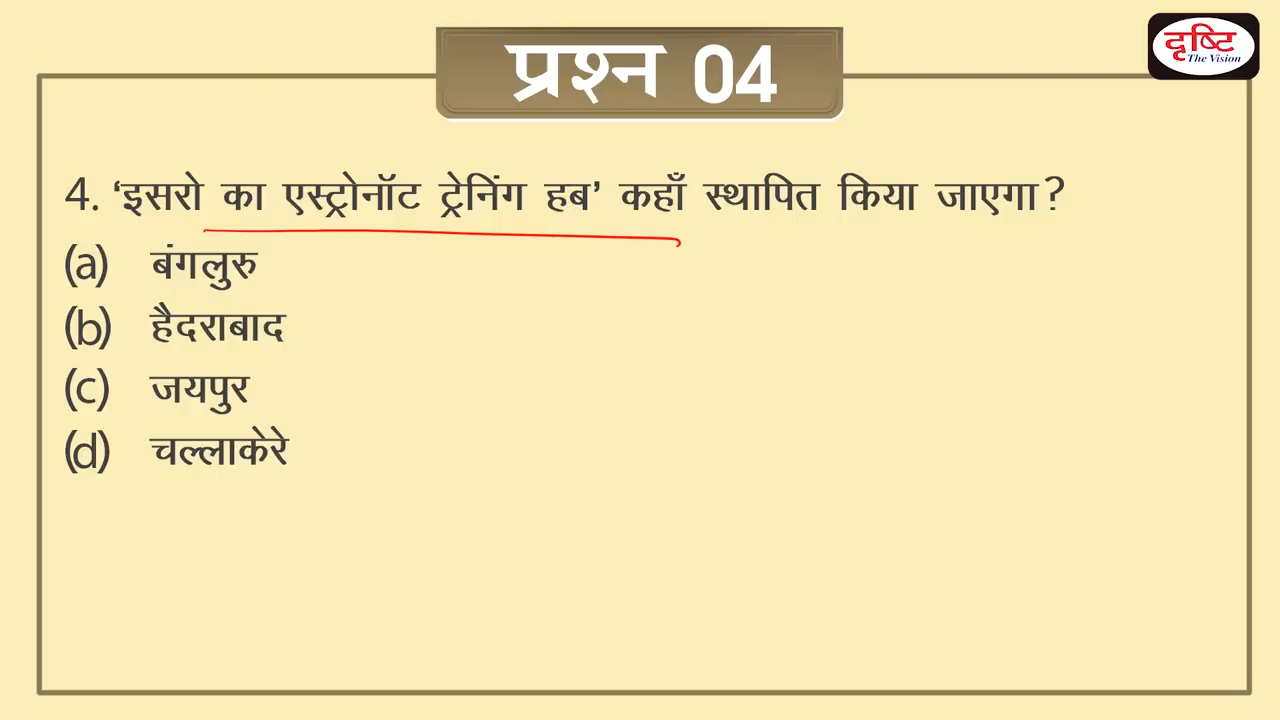 प्रश्न 04
दृष्टि
The Vision
4. ‘इसरो का एस्ट्रोनॉट ट्रेनिंग हब’ कहाँ स्थापित किया जाएगा?
(a) बंगलुरु
(b) हैदराबाद
(c) जयपुर
(d) चल्लाकेरे